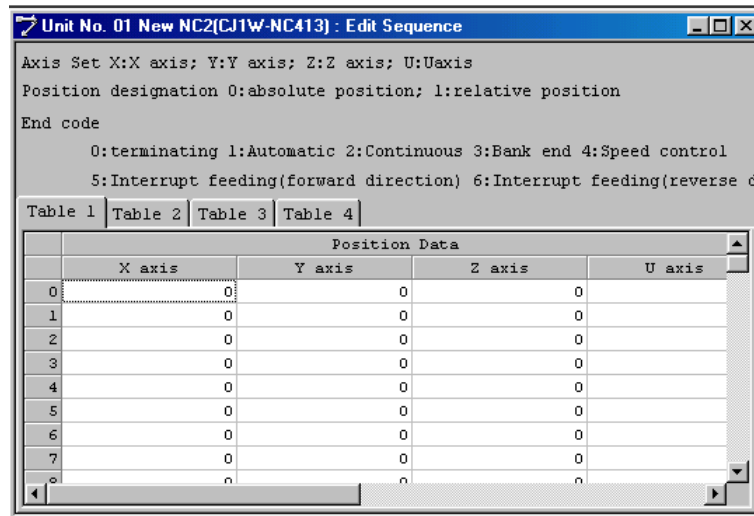 Unit No. 01 New NC2(CJ1W-NC413) : Edit Sequence
Axis Set X:X axis; Y:Y axis; Z:Z axis; U:Uaxis
Position designation 0:absolute position; 1:relative position
End code
0:terminating 1:Automatic 2:Continuous 3:Bank end 4:Speed control
5:Interrupt feeding(forward direction) 6:Interrupt feeding(reverse
Table 1 Table 2 Table 3 Table 4
Position Data
X axis Y axis Z axis U axis
0 0 0 0
1 0 0 0
2 0 0 0
3 0 0 0
4 0 0 0
5 0 0 0
6 0 0 0
7 0 0 0